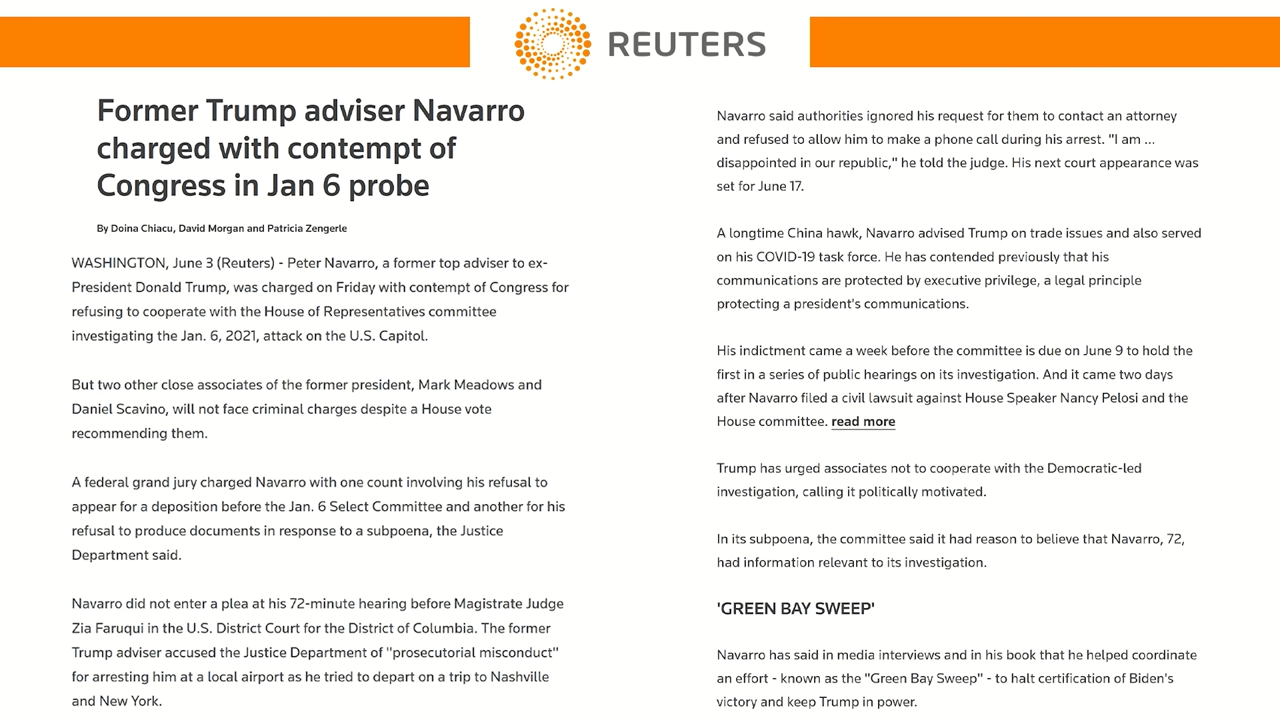 REUTERS
Former Trump adviser Navarro
charged with contempt of
Congress in Jan 6 probe
By Doina Chiacu, David Morgan and Patricia Zengerle
WASHINGTON, June 3 (Reuters) - Peter Navarro, a former top adviser to ex-
President Donald Trump, was charged on Friday with contempt of Congress for
refusing to cooperate with the House of Representatives committee
investigating the Jan. 6, 2021, attack on the U.S. Capitol.
But two other close associates of the former president, Mark Meadows and
Daniel Scavino, will not face criminal charges despite a House vote
recommending them.
A federal grand jury charged Navarro with one count involving his refusal to
appear for a deposition before the Jan. 6 Select Committee and another for his
refusal to produce documents in response to a subpoena, the Justice
Department said.
Navarro did not enter a plea at his 72-minute hearing before Magistrate Judge
Zia Faruqui in the U.S. District Court for the District of Columbia. The former
Trump adviser accused the Justice Department of "prosecutorial misconduct"
for arresting him at a local airport as he tried to depart on a trip to Nashville
and New York.
Navarro said authorities ignored his request for them to contact an attorney
and refused to allow him to make a phone call during his arrest. "I am ...
disappointed in our republic," he told the judge. His next court appearance was
set for June 17.
A longtime China hawk, Navarro advised Trump on trade issues and also served
on his COVID-19 task force. He has contended previously that his
communications are protected by executive privilege, a legal principle
protecting a president's communications.
His indictment came a week before the committee is due on June 9 to hold the
first in a series of public hearings on its investigation. And it came two days
after Navarro filed a civil lawsuit against House Speaker Nancy Pelosi and the
House committee. read more
Trump has urged associates not to cooperate with the Democratic-led
investigation, calling it politically motivated.
In its subpoena, the committee said it had reason to believe that Navarro, 72,
had information relevant to its investigation.
'GREEN BAY SWEEP'
Navarro has said in media interviews and in his book that he helped coordinate
an effort - known as the "Green Bay Sweep" - to halt certification of Biden's
victory and keep Trump in power.